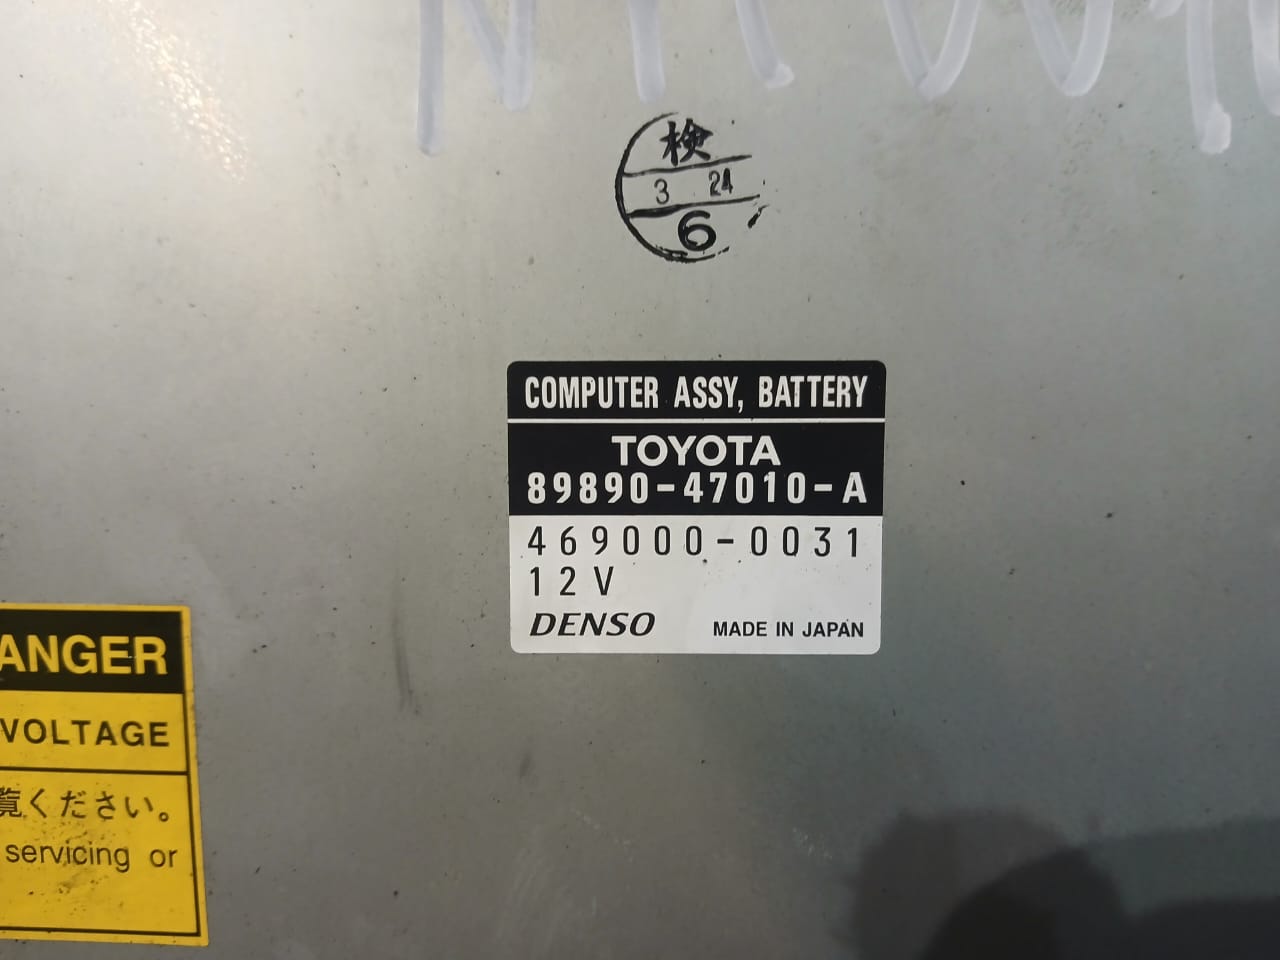 検
3 24
6
COMPUTER ASSY, BATTERY
TOYOTA
89890-47010-A
469000-0031
12V
DENSO MADE IN JAPAN
ANGER
VOLTAGE
覧ください。
servicing or